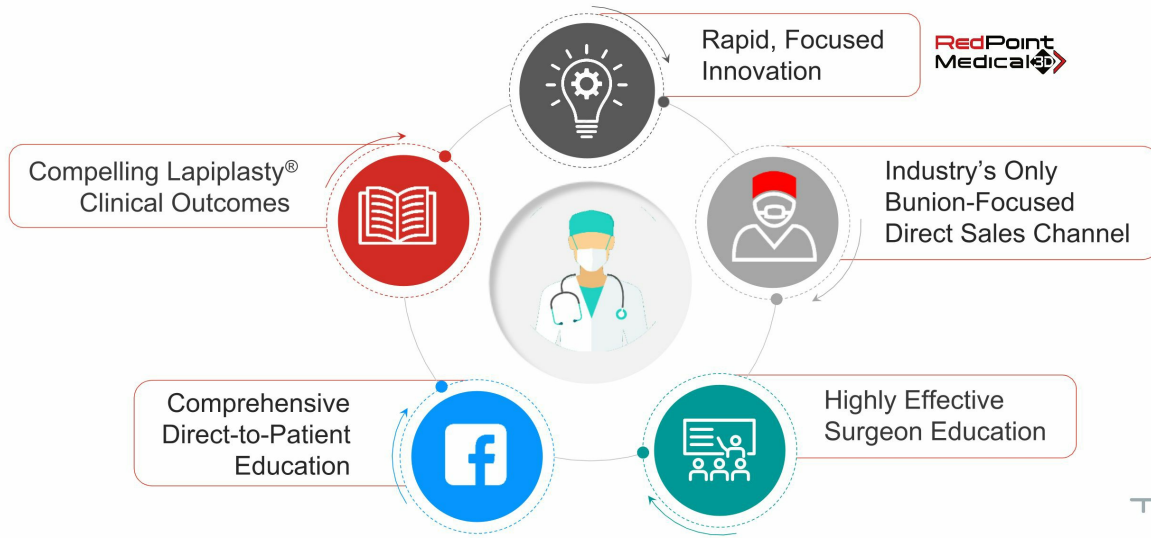 Rapid, Focused
Innovation
RedPoint
Medical3D
Compelling Lapiplasty®
Clinical Outcomes
Industry's Only
Bunion-Focused
Direct Sales Channel
Comprehensive
Direct-to-Patient
Education
Highly Effective
Surgeon Education